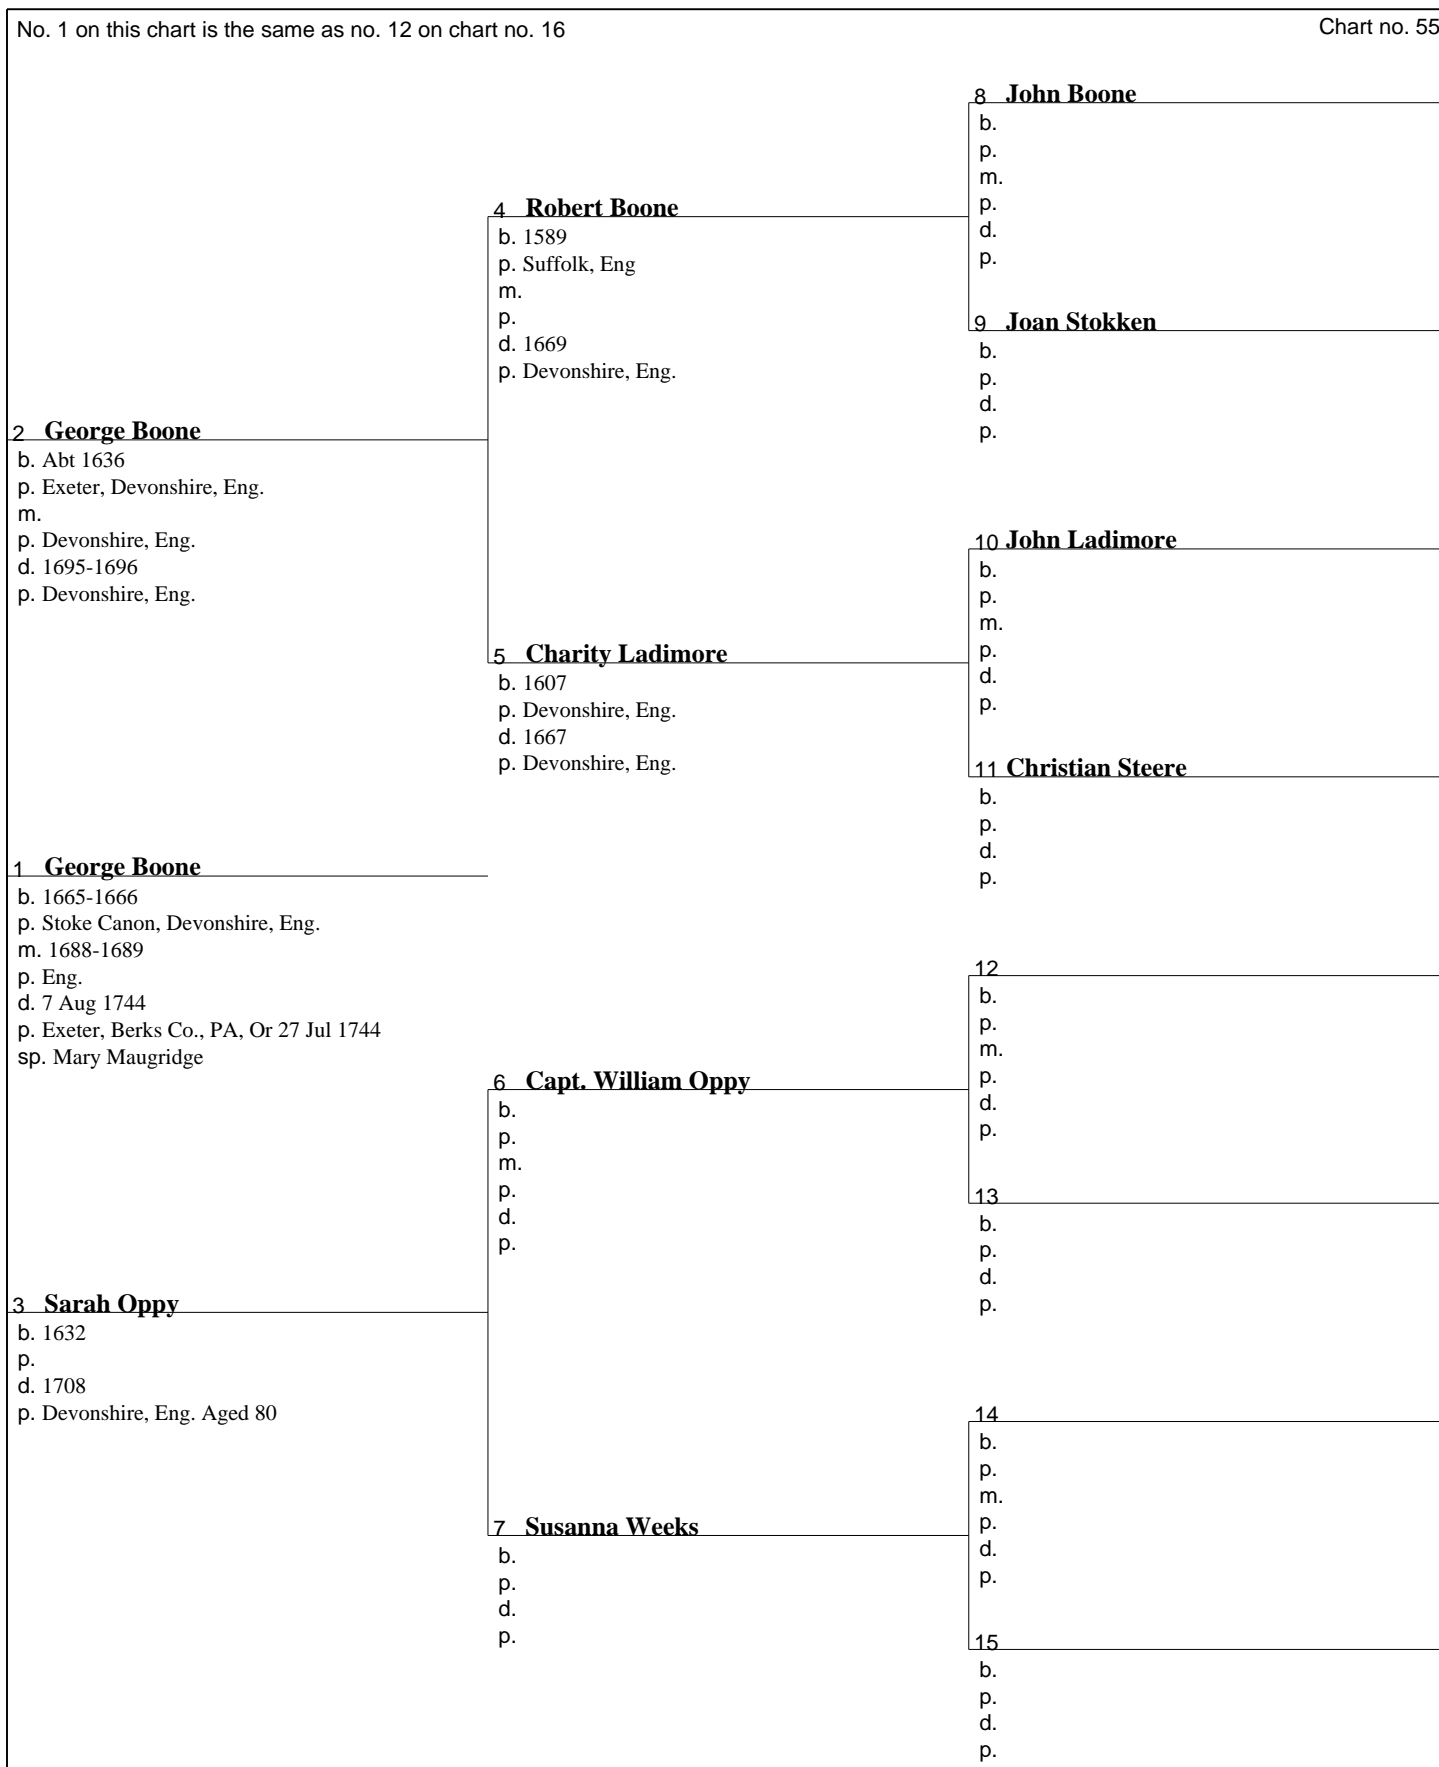 No. 1 on this chart is the same as no. 12 on chart no. 16
Chart no. 55
8 John Boone
b.
p.
m.
p.
d.
p.
4 Robert Boone
b. 1589
p. Suffolk, Eng
m.
p.
d. 1669
p. Devonshire, Eng.
9 Joan Stokken
b.
p.
d.
p.
2 George Boone
b. Abt 1636
p. Exeter, Devonshire, Eng.
m.
p. Devonshire, Eng.
d. 1695-1696
p. Devonshire, Eng.
10 John Ladimore
b.
p.
m.
p.
d.
p.
5 Charity Ladimore
b. 1607
p. Devonshire, Eng.
d. 1667
p. Devonshire, Eng.
11 Christian Steere
b.
p.
d.
p.
1 George Boone
b. 1665-1666
p. Stoke Canon, Devonshire, Eng.
m. 1688-1689
p. Eng.
d. 7 Aug 1744
p. Exeter, Berks Co., PA, Or 27 Jul 1744
sp. Mary Maugridge
12
b.
p.
m.
p.
d.
p.
6 Capt. William Oppy
b.
p.
m.
p.
d.
p.
13
b.
p.
d.
p.
3 Sarah Oppy
b. 1632
p.
d. 1708
p. Devonshire, Eng. Aged 80
14
b.
p.
m.
p.
d.
p.
7 Susanna Weeks
b.
p.
d.
p.
15
b.
p.
d.
p.